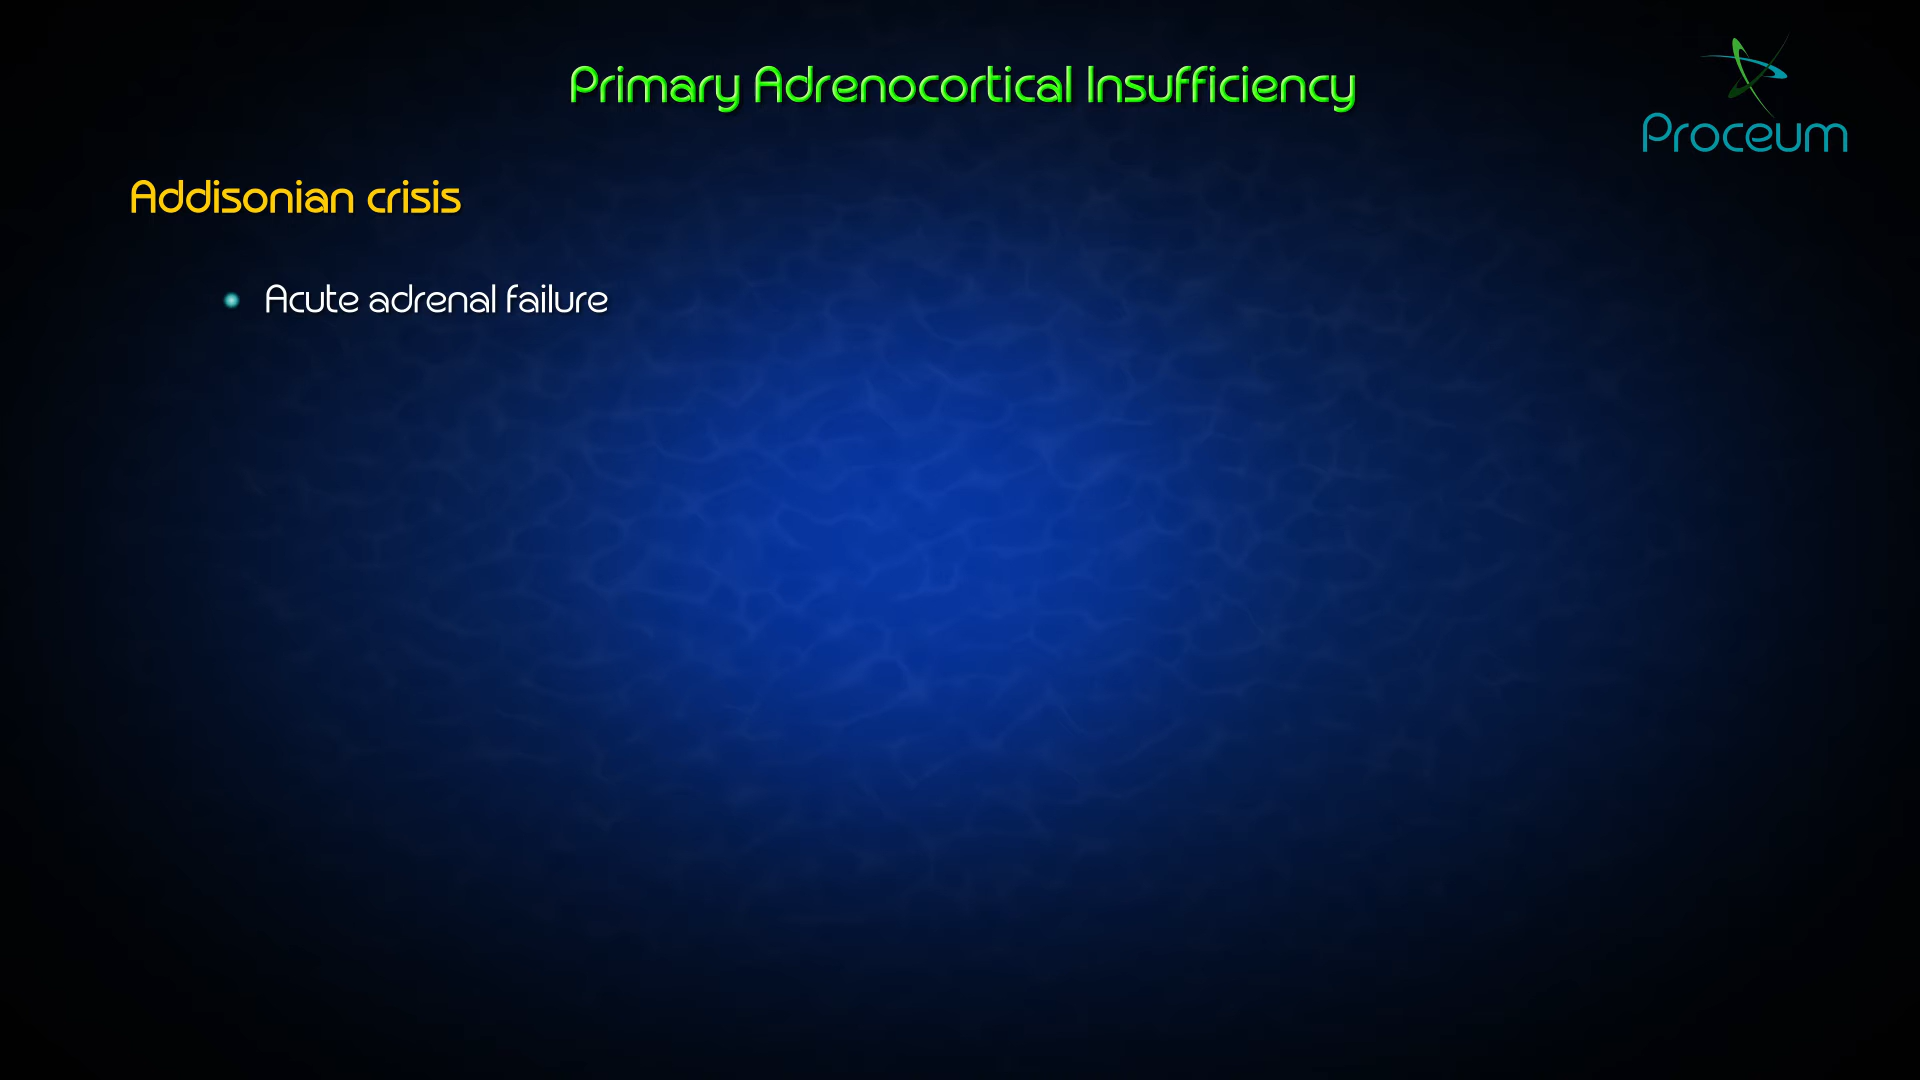 Primary Adrenocortical Insufficiency
Proceum
Addisonian crisis
Acute adrenal failure